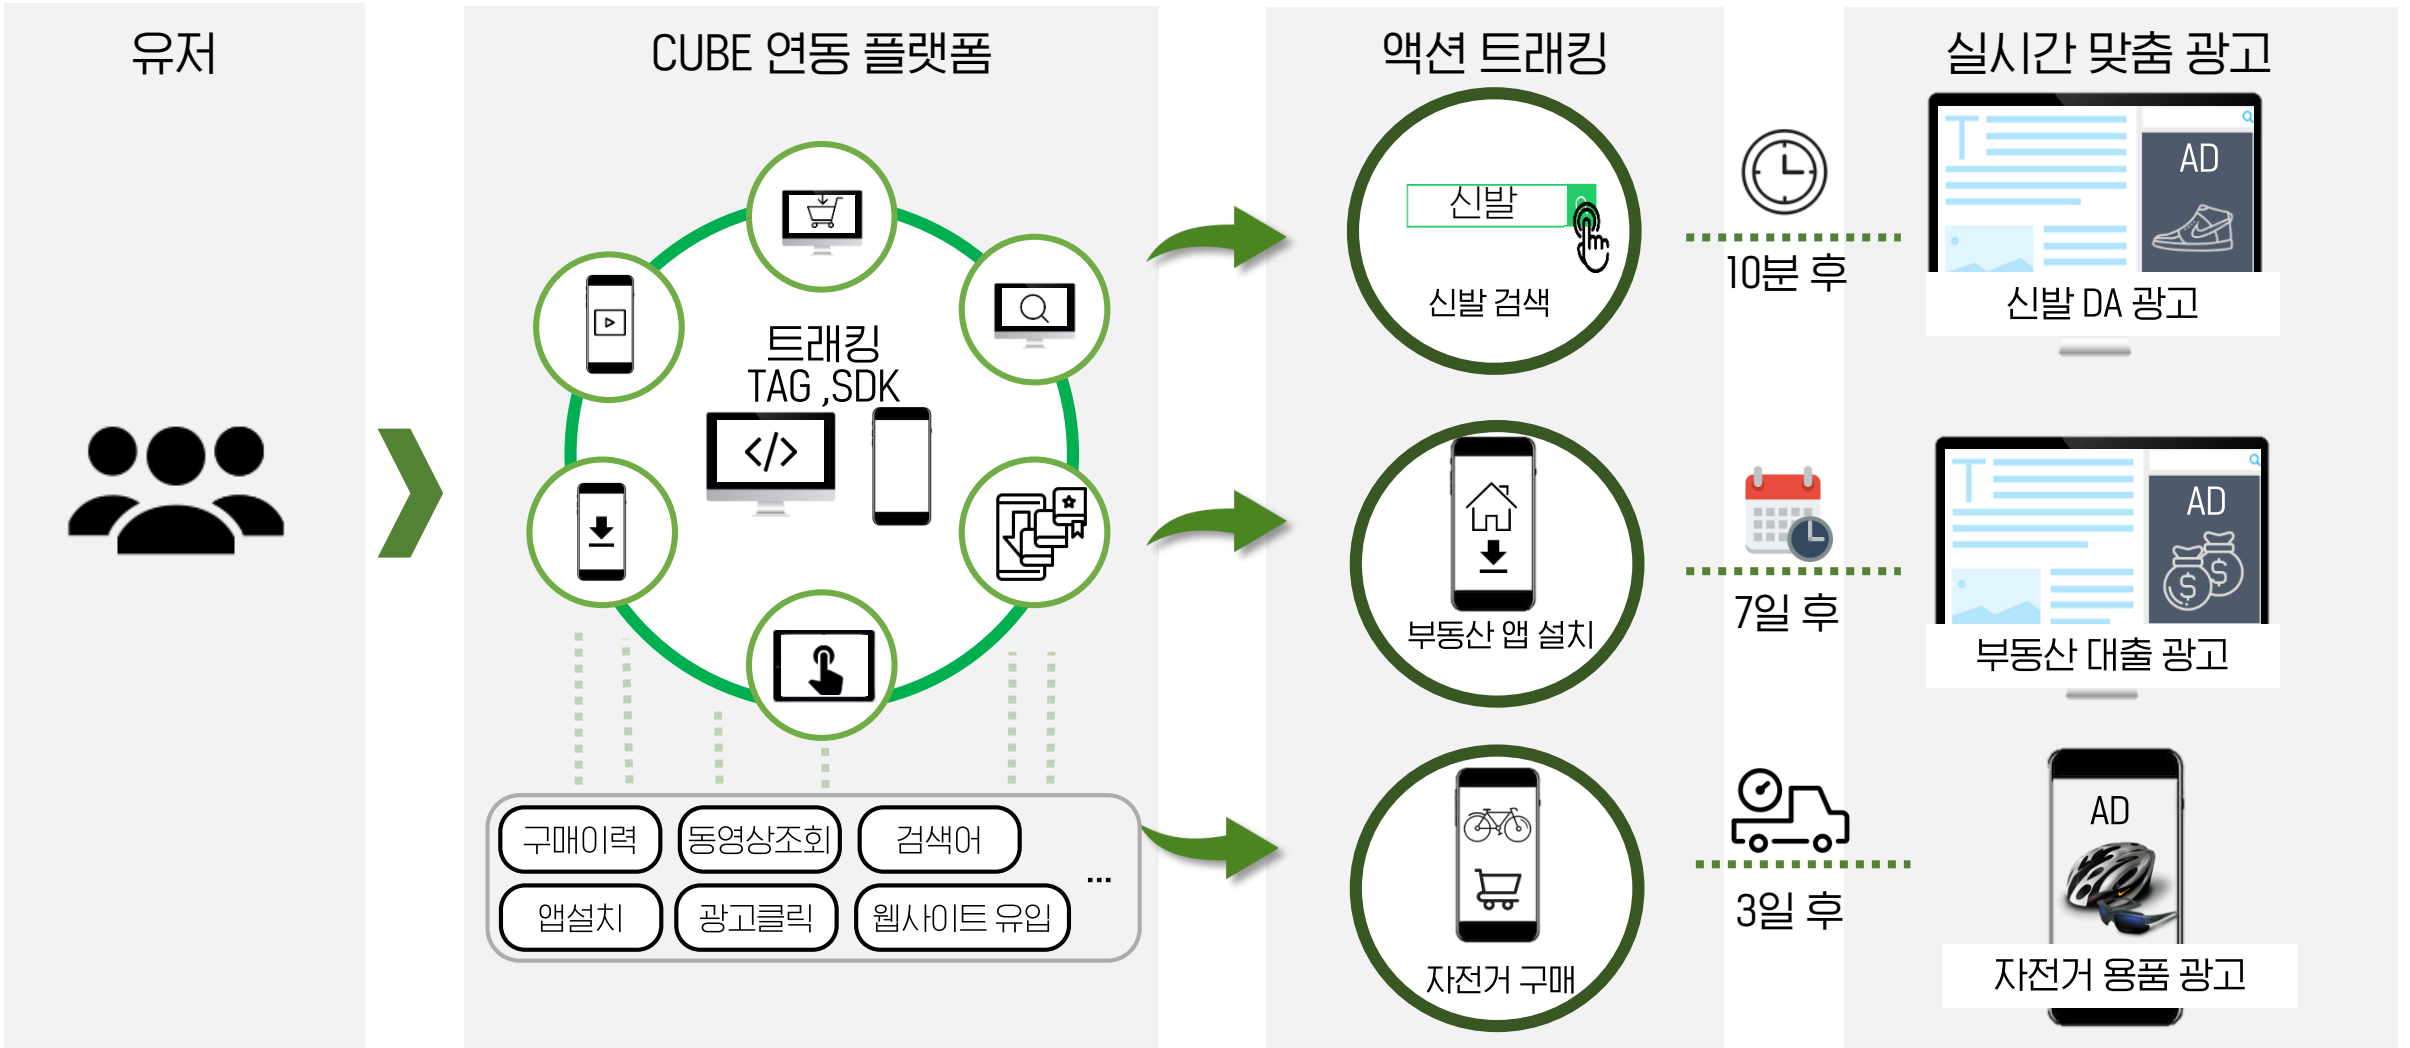 유저
CUBE 연동 플랫폼
트래킹
TAG ,SDK
구매이력
동영상조회
검색어
앱설치
광고클릭
웹사이트 유입
...
액션 트래킹
신발
신발 검색
부동산 앱 설치
자전거 구매
10분 후
7일 후
3일 후
실시간 맞춤 광고
T
AD
신발 DA 광고
T
AD
부동산 대출 광고
AD
자전거 용품 광고